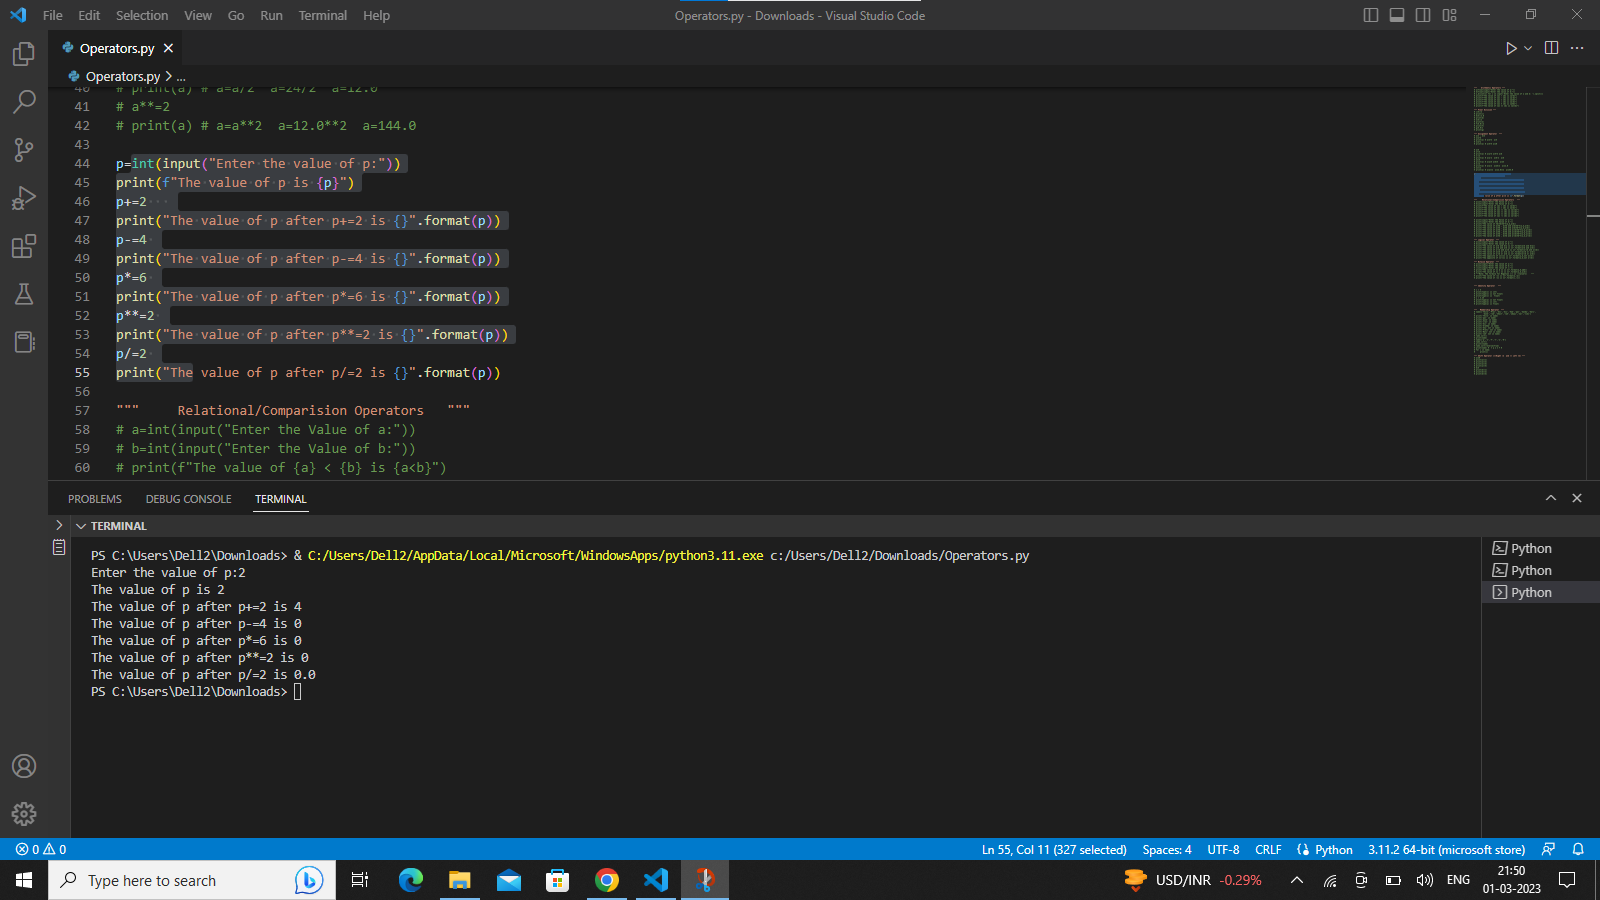 File Edit Selection View Go Run Terminal Help Operators.py - Downloads - Visual Studio Code
Operators.py
Operators.py > ...
40 # print(a) # a=a/2  a=24/2  a=12.0
41 # a**=2
42 # print(a) # a=a**2  a=12.0**2  a=144.0
43
44 p=int(input("Enter the value of p:"))
45 print(f"The value of p is {p}")
46 p+=2
47 print("The value of p after p+=2 is {}".format(p))
48 p-=4
49 print("The value of p after p-=4 is {}".format(p))
50 p*=6
51 print("The value of p after p*=6 is {}".format(p))
52 p**=2
53 print("The value of p after p**=2 is {}".format(p))
54 p/=2
55 print("The value of p after p/=2 is {}".format(p))
56
57 """     Relational/Comparision Operators   """
58 # a=int(input("Enter the Value of a:"))
59 # b=int(input("Enter the Value of b:"))
60 # print(f"The value of {a} < {b} is {a<b}")
PROBLEMS DEBUG CONSOLE TERMINAL
TERMINAL
PS C:\Users\Dell2\Downloads> & C:/Users/Dell2/AppData/Local/Microsoft/WindowsApps/python3.11.exe c:/Users/Dell2/Downloads/Operators.py
Enter the value of p:2
The value of p is 2
The value of p after p+=2 is 4
The value of p after p-=4 is 0
The value of p after p*=6 is 0
The value of p after p**=2 is 0
The value of p after p/=2 is 0.0
PS C:\Users\Dell2\Downloads>
Python
Python
Python
0 0 Ln 55, Col 11 (327 selected) Spaces: 4 UTF-8 CRLF Python 3.11.2 64-bit (microsoft store)
Type here to search USD/INR -0.29% ENG 21:50
01-03-2023